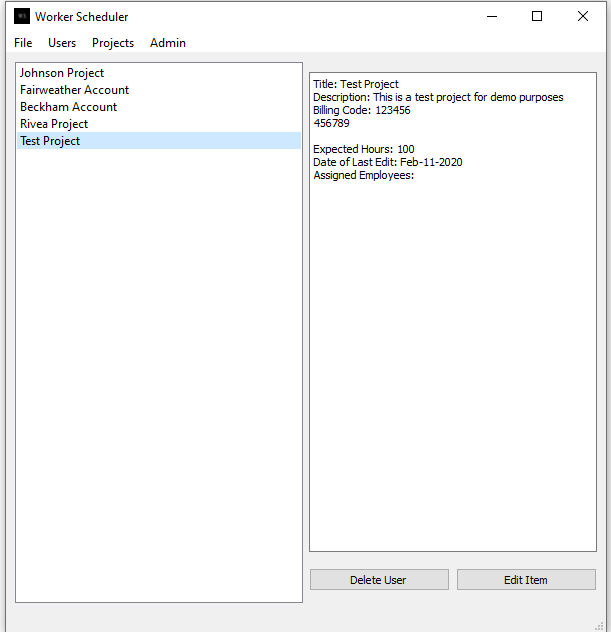 Worker Scheduler
File Users Projects Admin
Johnson Project
Fairweather Account
Beckham Account
Rivea Project
Test Project
Title: Test Project
Description: This is a test project for demo purposes
Billing Code: 123456
456789
Expected Hours: 100
Date of Last Edit: Feb-11-2020
Assigned Employees:
Delete User Edit Item